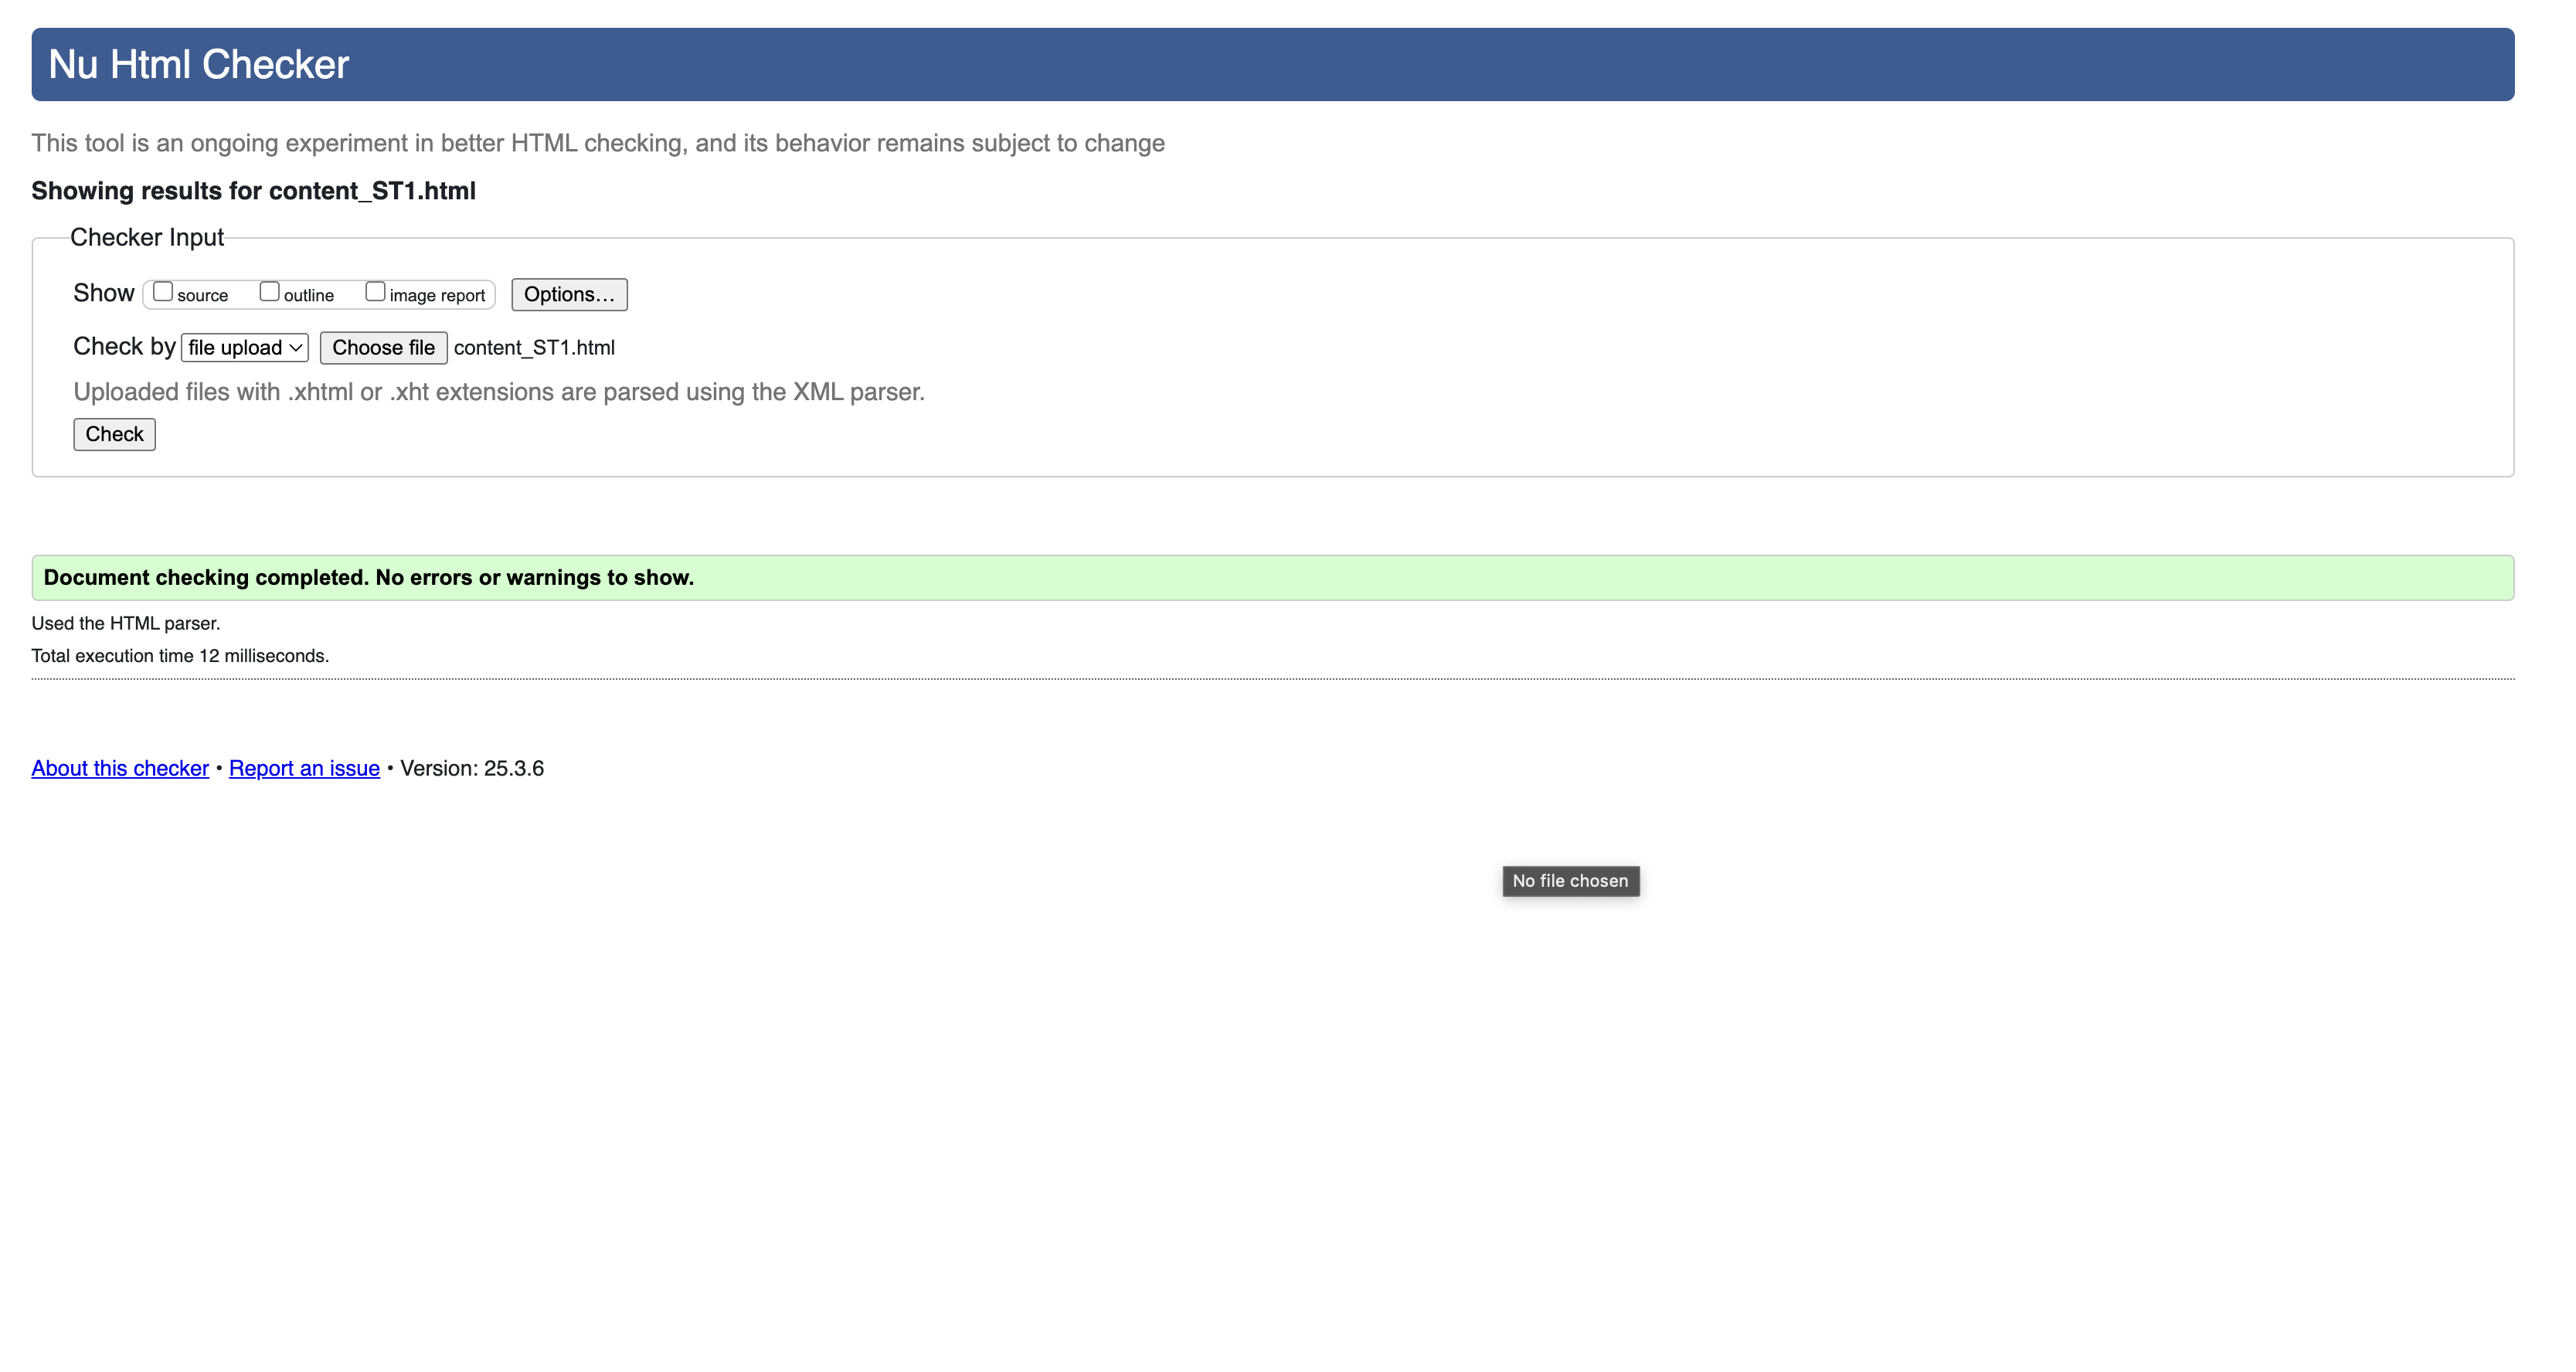 Nu Html Checker
This tool is an ongoing experiment in better HTML checking, and its behavior remains subject to change
Showing results for content_ST1.html
Checker Input
Show source outline image report Options...
Check by file upload Choose file content_ST1.html
Uploaded files with .xhtml or .xht extensions are parsed using the XML parser.
Check
Document checking completed. No errors or warnings to show.
Used the HTML parser.
Total execution time 12 milliseconds.
About this checker • Report an issue • Version: 25.3.6
No file chosen